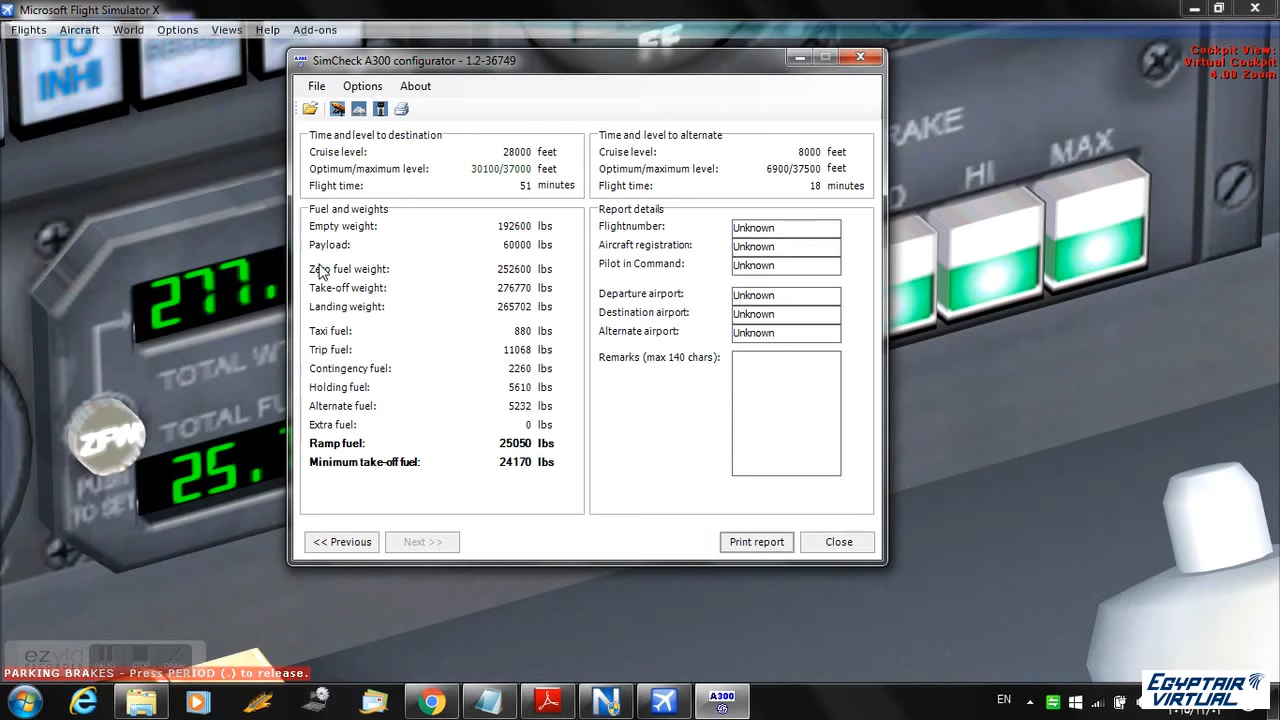 Microsoft Flight Simulator X
Flights Aircraft World Options Views Help Add-ons
Cockpit View:
Virtual Cockpit
4.00 Zoom
TO
INH
SimCheck A300 configurator - 1.2-36749
File Options About
Time and level to destination
Cruise level: 28000 feet
Optimum/maximum level: 30100/37000 feet
Flight time: 51 minutes
Time and level to alternate
Cruise level: 8000 feet
Optimum/maximum level: 6900/37500 feet
Flight time: 18 minutes
Fuel and weights
Empty weight: 192600 lbs
Payload: 60000 lbs
Zero fuel weight: 252600 lbs
Take-off weight: 276770 lbs
Landing weight: 265702 lbs
Taxi fuel: 880 lbs
Trip fuel: 11068 lbs
Contingency fuel: 2260 lbs
Holding fuel: 5610 lbs
Alternate fuel: 5232 lbs
Extra fuel: 0 lbs
Ramp fuel: 25050 lbs
Minimum take-off fuel: 24170 lbs
Report details
Flightnumber: Unknown
Aircraft registration: Unknown
Pilot in Command: Unknown
Departure airport: Unknown
Destination airport: Unknown
Alternate airport: Unknown
Remarks (max 140 chars):
<< Previous Next >> Print report Close
277.
TOTAL
ZFW
TOTAL
25.
TO SET
HI
MAX
ezvid
PAUSE STOP DRAW
PARKING BRAKES - Press PERIOD (.) to release.
A300
EN
EGYPTAIR
VIRTUAL